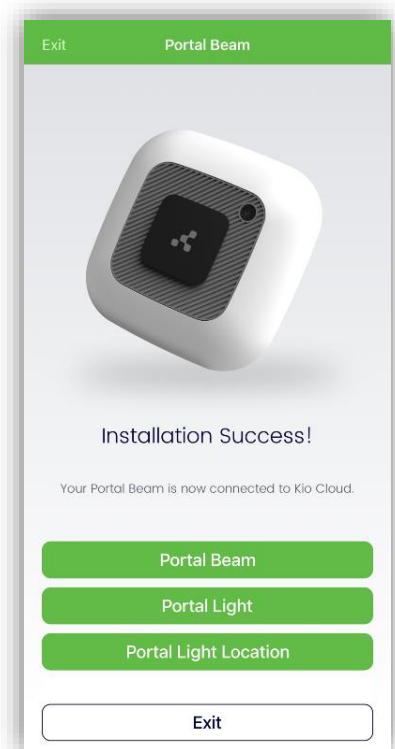 Exit Portal Beam
Installation Success!
Your Portal Beam is now connected to Kio Cloud.
Portal Beam
Portal Light
Portal Light Location
Exit